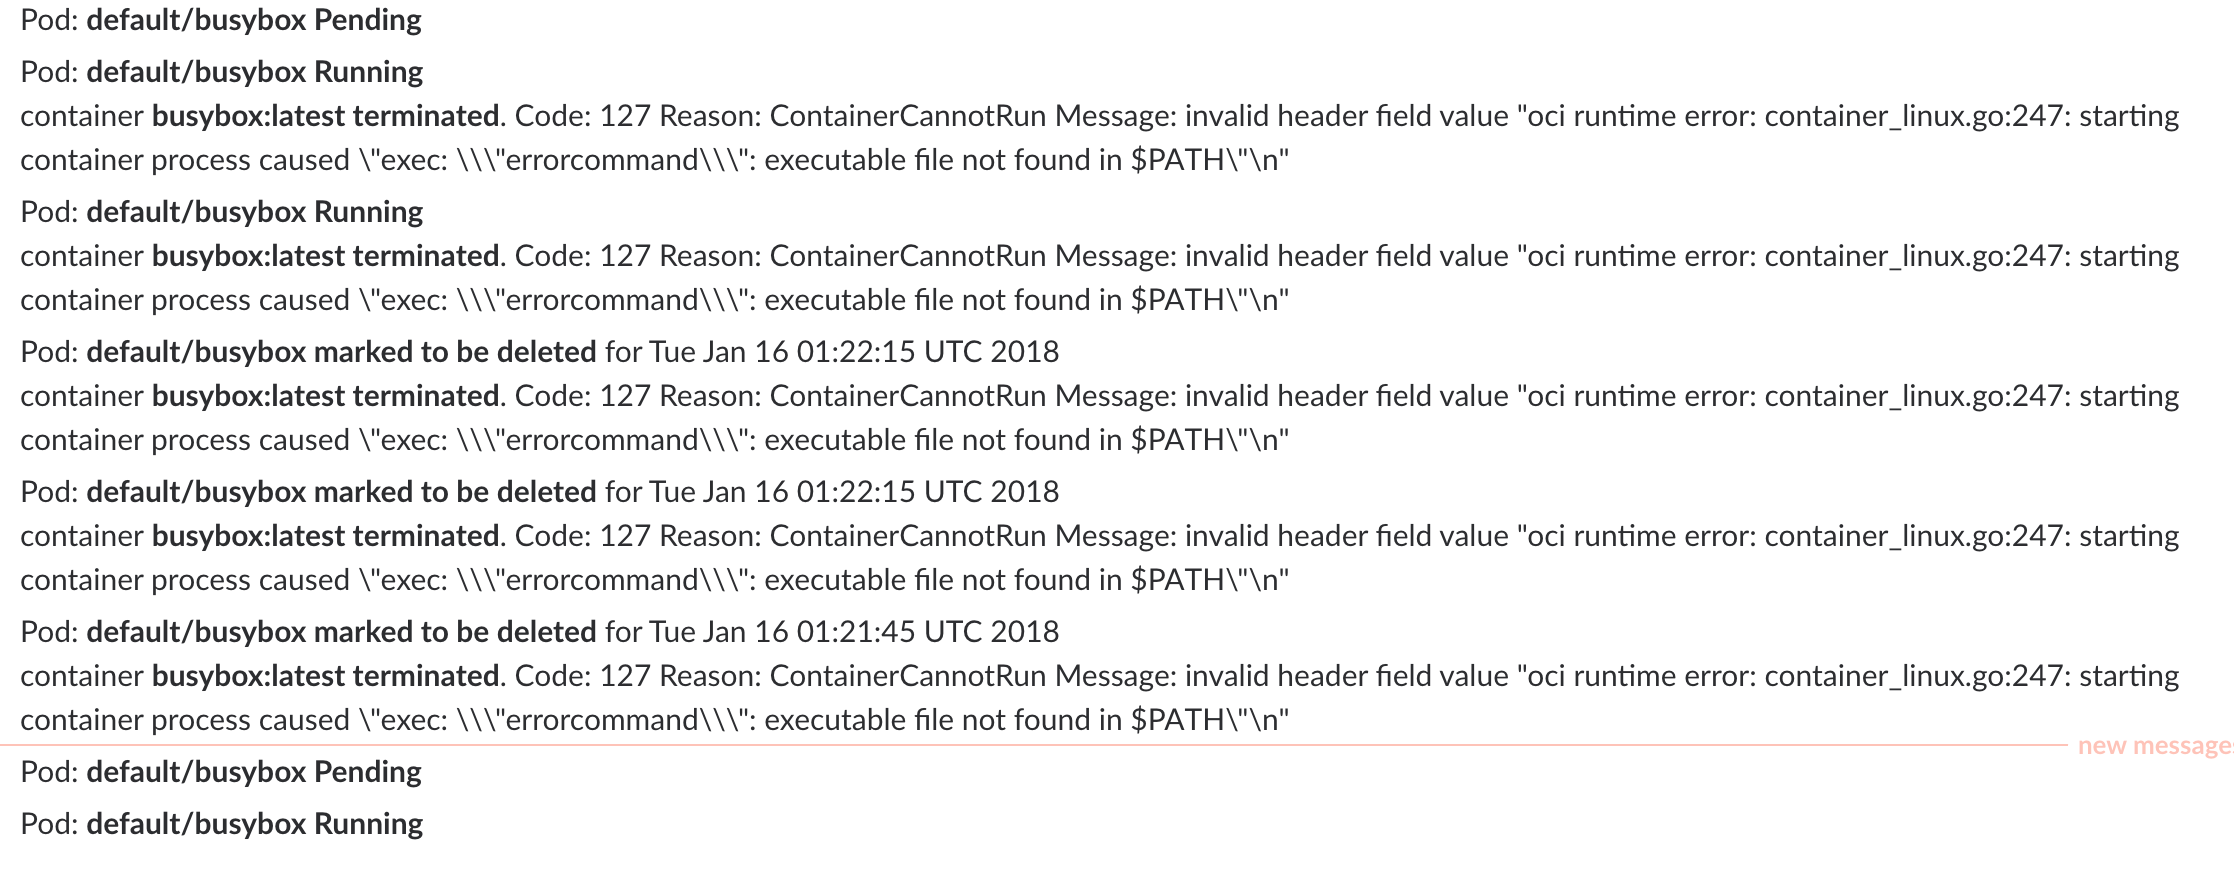 Pod: default/busybox Pending
Pod: default/busybox Running
container busybox:latest terminated. Code: 127 Reason: ContainerCannotRun Message: invalid header field value "oci runtime error: container_linux.go:247: starting
container process caused \"exec: \\\"errorcommand\\\": executable file not found in $PATH\"\n"
Pod: default/busybox Running
container busybox:latest terminated. Code: 127 Reason: ContainerCannotRun Message: invalid header field value "oci runtime error: container_linux.go:247: starting
container process caused \"exec: \\\"errorcommand\\\": executable file not found in $PATH\"\n"
Pod: default/busybox marked to be deleted for Tue Jan 16 01:22:15 UTC 2018
container busybox:latest terminated. Code: 127 Reason: ContainerCannotRun Message: invalid header field value "oci runtime error: container_linux.go:247: starting
container process caused \"exec: \\\"errorcommand\\\": executable file not found in $PATH\"\n"
Pod: default/busybox marked to be deleted for Tue Jan 16 01:22:15 UTC 2018
container busybox:latest terminated. Code: 127 Reason: ContainerCannotRun Message: invalid header field value "oci runtime error: container_linux.go:247: starting
container process caused \"exec: \\\"errorcommand\\\": executable file not found in $PATH\"\n"
Pod: default/busybox marked to be deleted for Tue Jan 16 01:21:45 UTC 2018
container busybox:latest terminated. Code: 127 Reason: ContainerCannotRun Message: invalid header field value "oci runtime error: container_linux.go:247: starting
container process caused \"exec: \\\"errorcommand\\\": executable file not found in $PATH\"\n"
new messages
Pod: default/busybox Pending
Pod: default/busybox Running